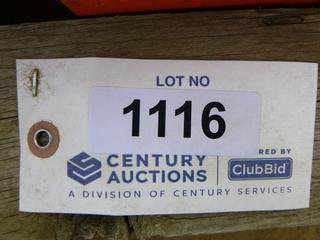 LOT NO
1116
CENTURY
AUCTIONS
RED BY
ClubBid
A DIVISION OF CENTURY SERVICES